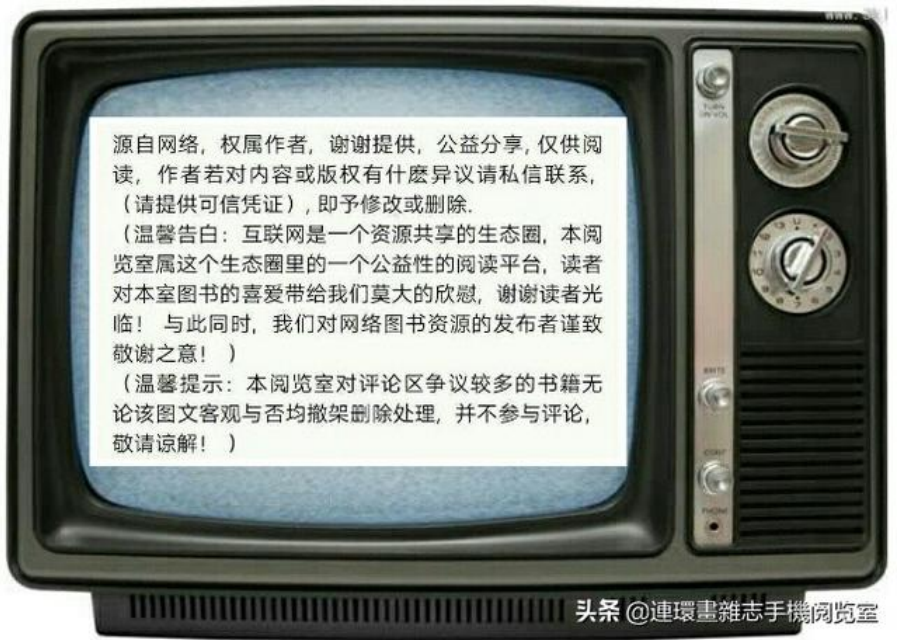 源自网络，权属作者，谢谢提供，公益分享,仅供阅
读，作者若对内容或版权有什麽异议请私信联系，
（请提供可信凭证）,即予修改或删除.
（温馨告白：互联网是一个资源共享的生态圈，本阅
览室属这个生态圈里的一个公益性的阅读平台，读者
对本室图书的喜爱带给我们莫大的欣慰，谢谢读者光
临！ 与此同时，我们对网络图书资源的发布者谨致
敬谢之意！）
（温馨提示：本阅览室对评论区争议较多的书籍无
论该图文客观与否均撤架删除处理，并不参与评论，
敬请谅解！）
TURN
ON/VOL
头条 @連環畫雜志手機阅览室